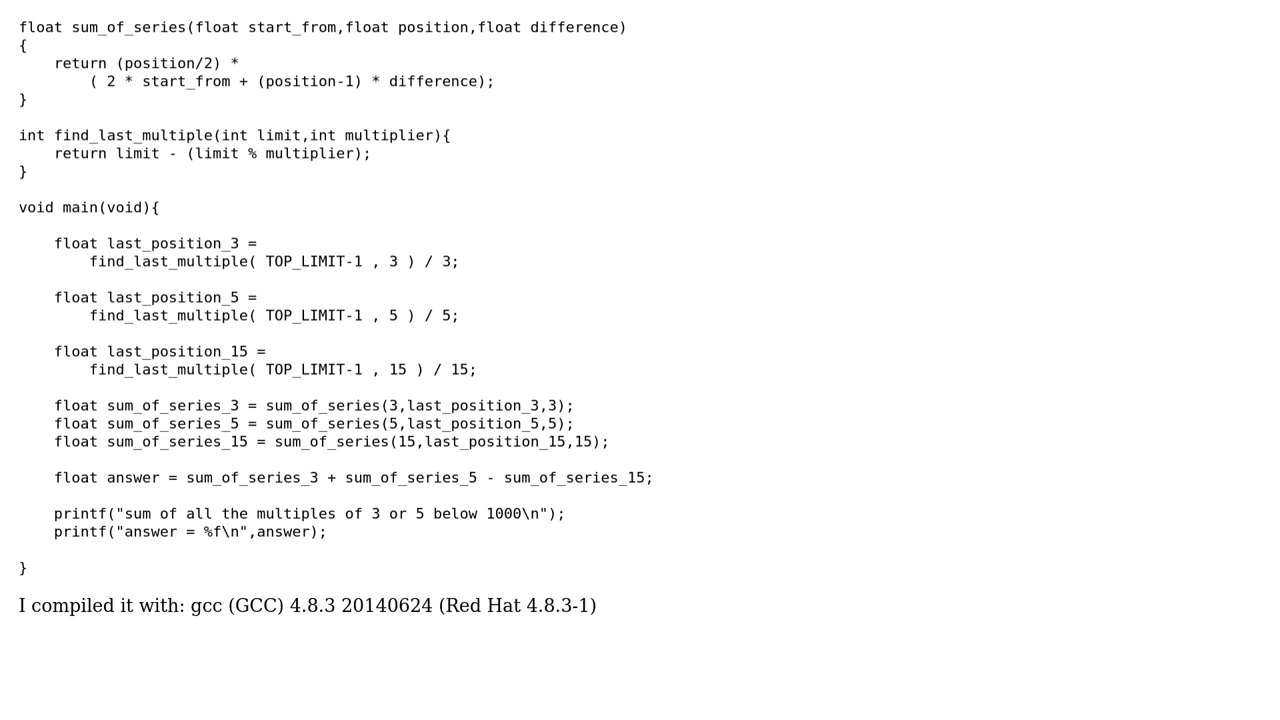 float sum_of_series(float start_from,float position,float difference)
{
    return (position/2) *
        ( 2 * start_from + (position-1) * difference);
}

int find_last_multiple(int limit,int multiplier){
    return limit - (limit % multiplier);
}

void main(void){

    float last_position_3 =
        find_last_multiple( TOP_LIMIT-1 , 3 ) / 3;

    float last_position_5 =
        find_last_multiple( TOP_LIMIT-1 , 5 ) / 5;

    float last_position_15 =
        find_last_multiple( TOP_LIMIT-1 , 15 ) / 15;

    float sum_of_series_3 = sum_of_series(3,last_position_3,3);
    float sum_of_series_5 = sum_of_series(5,last_position_5,5);
    float sum_of_series_15 = sum_of_series(15,last_position_15,15);

    float answer = sum_of_series_3 + sum_of_series_5 - sum_of_series_15;

    printf("sum of all the multiples of 3 or 5 below 1000\n");
    printf("answer = %f\n",answer);

}
I compiled it with: gcc (GCC) 4.8.3 20140624 (Red Hat 4.8.3-1)